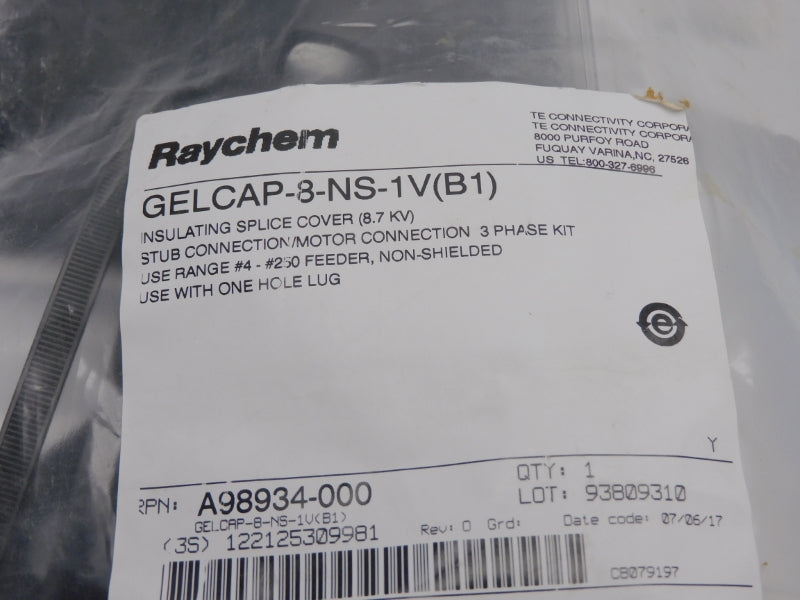 Raychem
TE CONNECTIVITY CORPORA
TE CONNECTIVITY CORPORA
8000 PURFOY ROAD
FUQUAY VARINA,NC, 27526
US TEL:800-327-6996
GELCAP-8-NS-1V(B1)
INSULATING SPLICE COVER (8.7 KV)
STUB CONNECTION/MOTOR CONNECTION 3 PHASE KIT
USE RANGE #4 - #250 FEEDER, NON-SHIELDED
USE WITH ONE HOLE LUG
e
Y
RPN: A98934-000
QTY: 1
GELCAP-8-NS-1V(B1)
LOT: 93809310
(3S) 122125309981
Rev: 0 Grd:
Date code: 07/06/17
CB079197